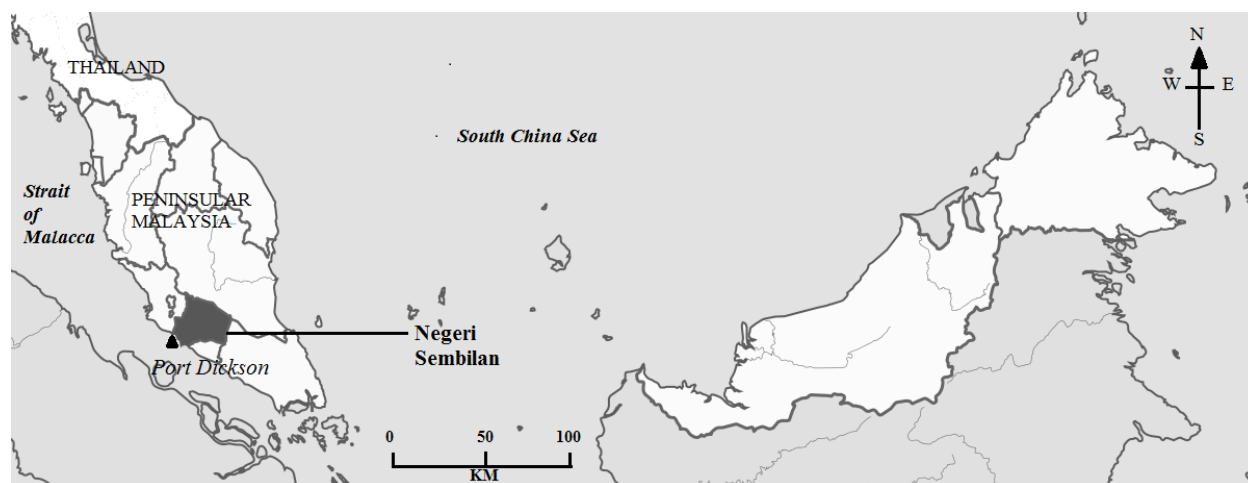 THAILAND
N
W
E
S
South China Sea
Strait
of
Malacca
PENINSULAR
MALAYSIA
Negeri
Sembilan
Port Dickson
0 50 100
KM